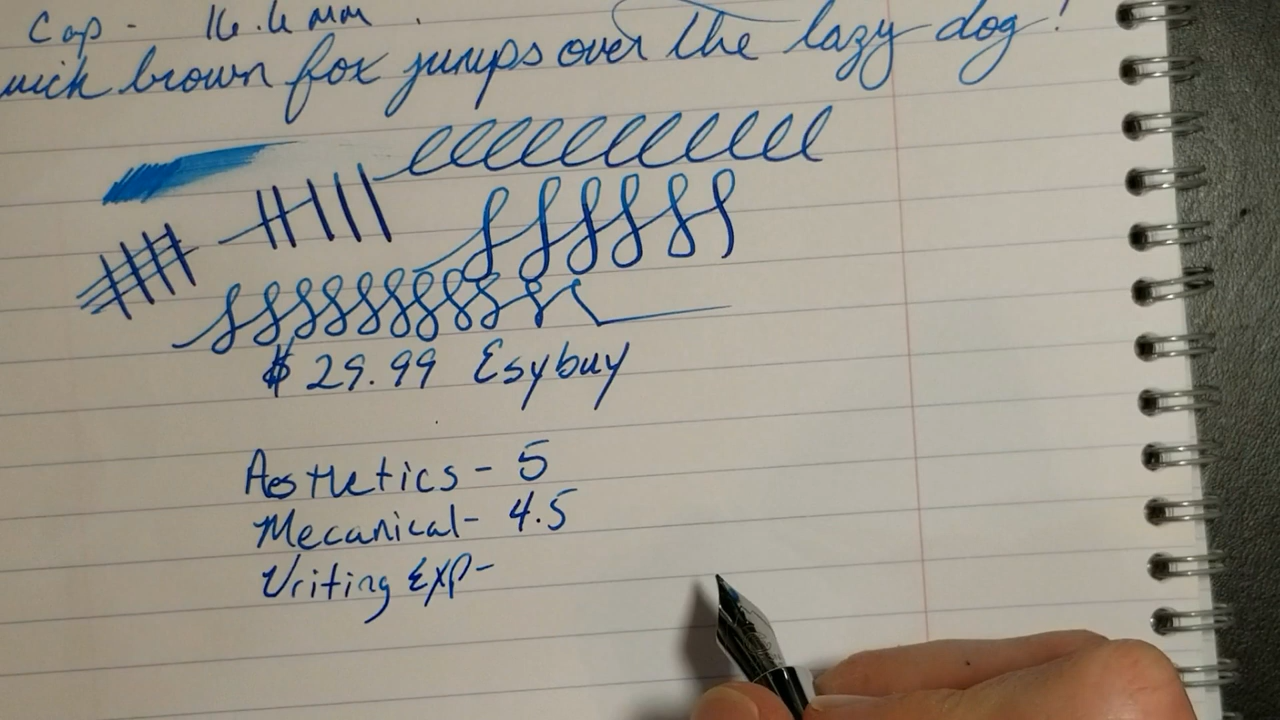 Cap - 16.6 mm .
uick brown fox jumps over the lazy dog!
$ 29.99 Esybuy
Aesthetics - 5
Mecanical - 4.5
Writing Exp -